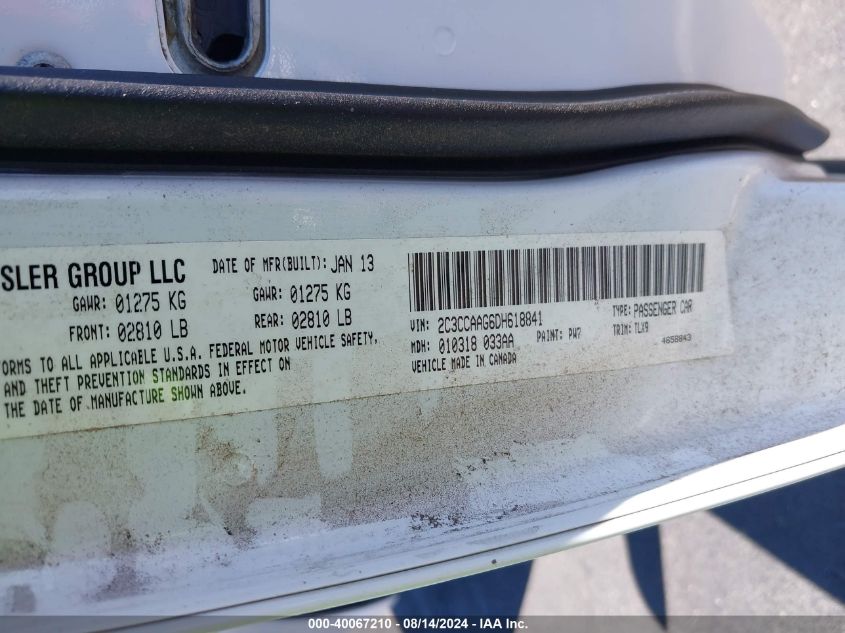 SLER GROUP LLC
DATE OF MFR(BUILT): JAN 13
GAWR: 01275 KG
GAWR: 01275 KG
FRONT: 02810 LB
REAR: 02810 LB
FORMS TO ALL APPLICABLE U.S.A. FEDERAL MOTOR VEHICLE SAFETY,
AND THEFT PREVENTION STANDARDS IN EFFECT ON
THE DATE OF MANUFACTURE SHOWN ABOVE.
VIN: 2C3CCAAG6DH618841
TYPE: PASSENGER CAR
MDH: 010318 033AA
PAINT: PW7
TRIM: TLX9
VEHICLE MADE IN CANADA
4658843
000-40067210 - 08/14/2024 - IAA Inc.